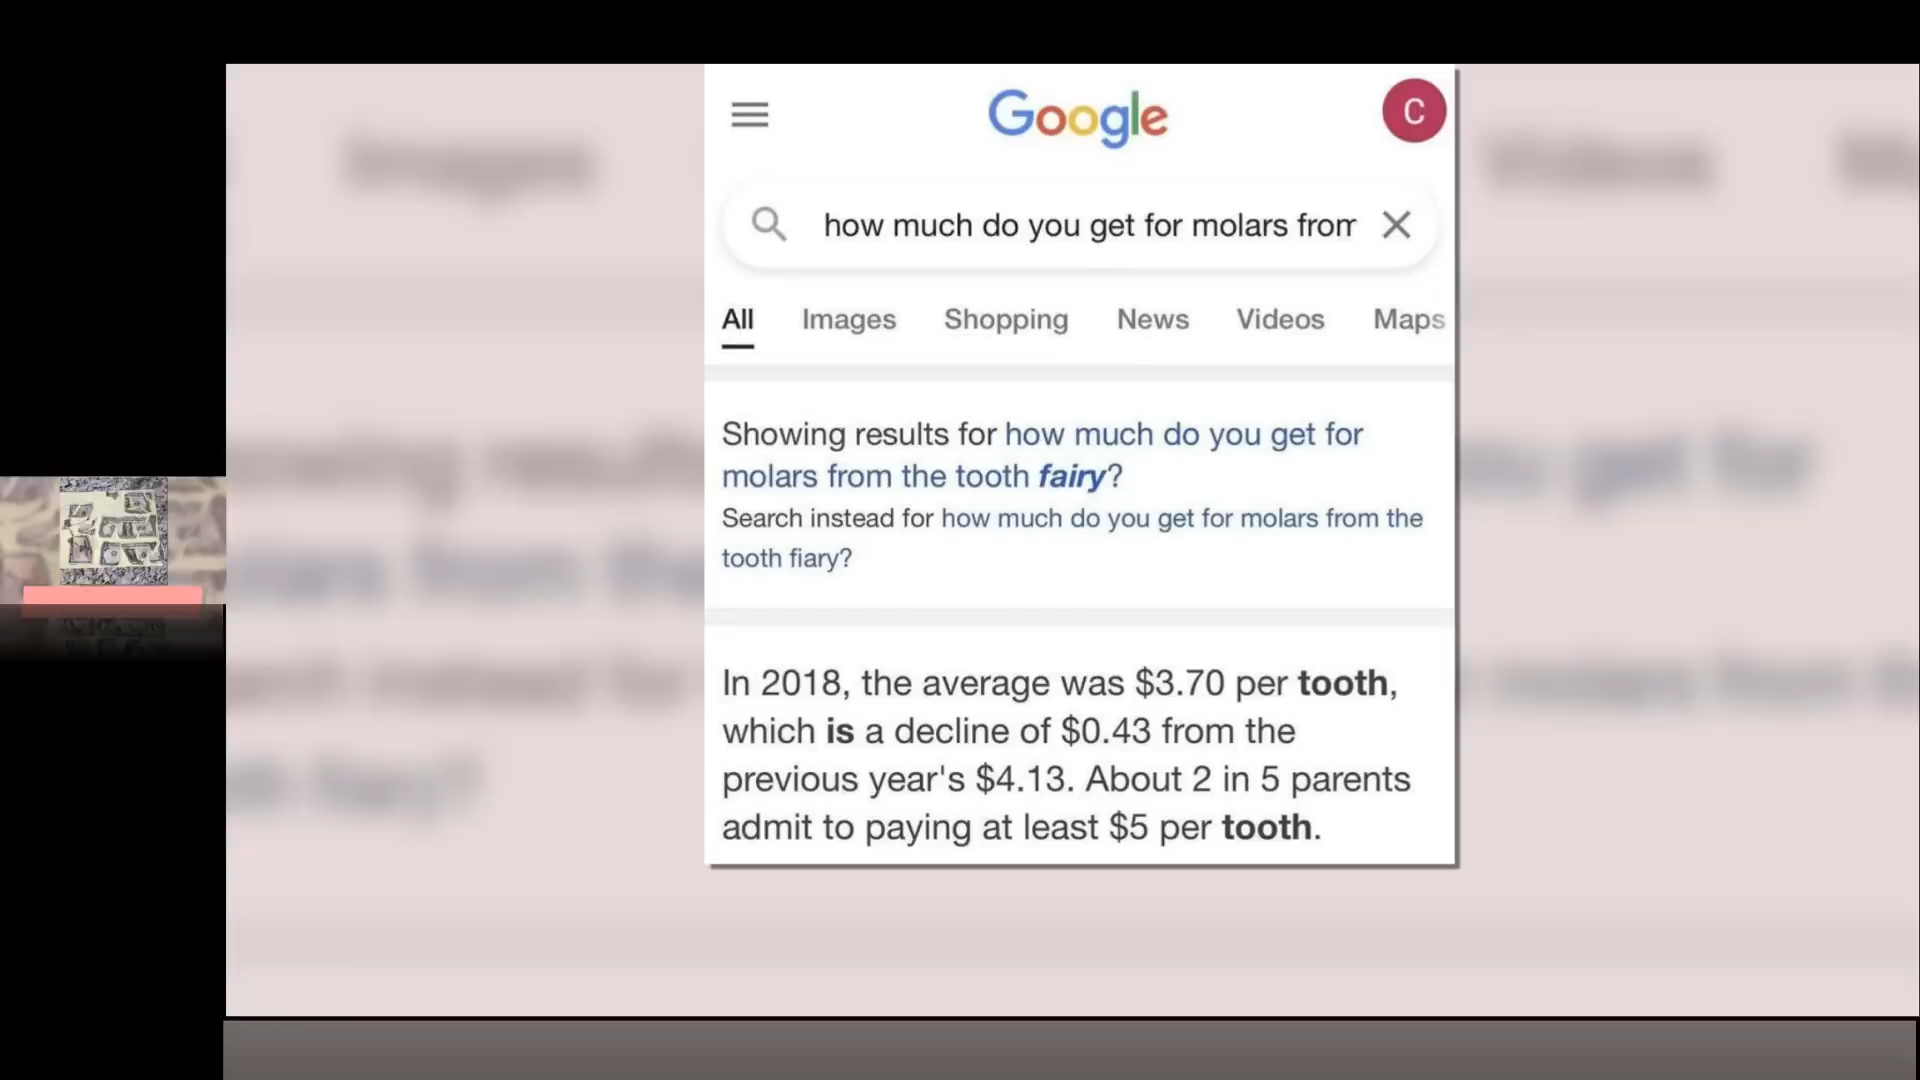 Google
C
how much do you get for molars from
All Images Shopping News Videos Maps
Showing results for how much do you get for
molars from the tooth fairy?
Search instead for how much do you get for molars from the
tooth fiary?
In 2018, the average was $3.70 per tooth,
which is a decline of $0.43 from the
previous year's $4.13. About 2 in 5 parents
admit to paying at least $5 per tooth.